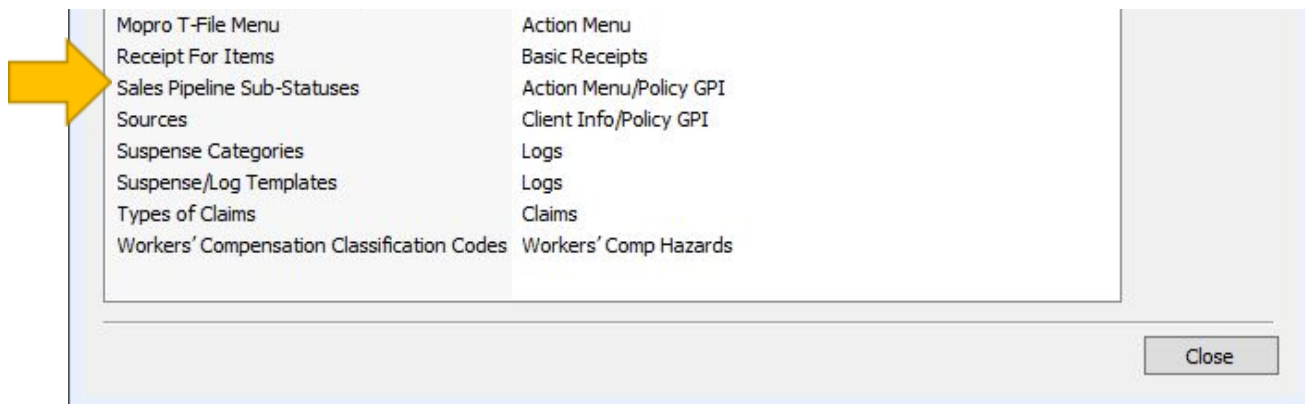 Mopro T-File Menu Action Menu
Receipt For Items Basic Receipts
Sales Pipeline Sub-Statuses Action Menu/Policy GPI
Sources Client Info/Policy GPI
Suspense Categories Logs
Suspense/Log Templates Logs
Types of Claims Claims
Workers’ Compensation Classification Codes Workers’ Comp Hazards
Close